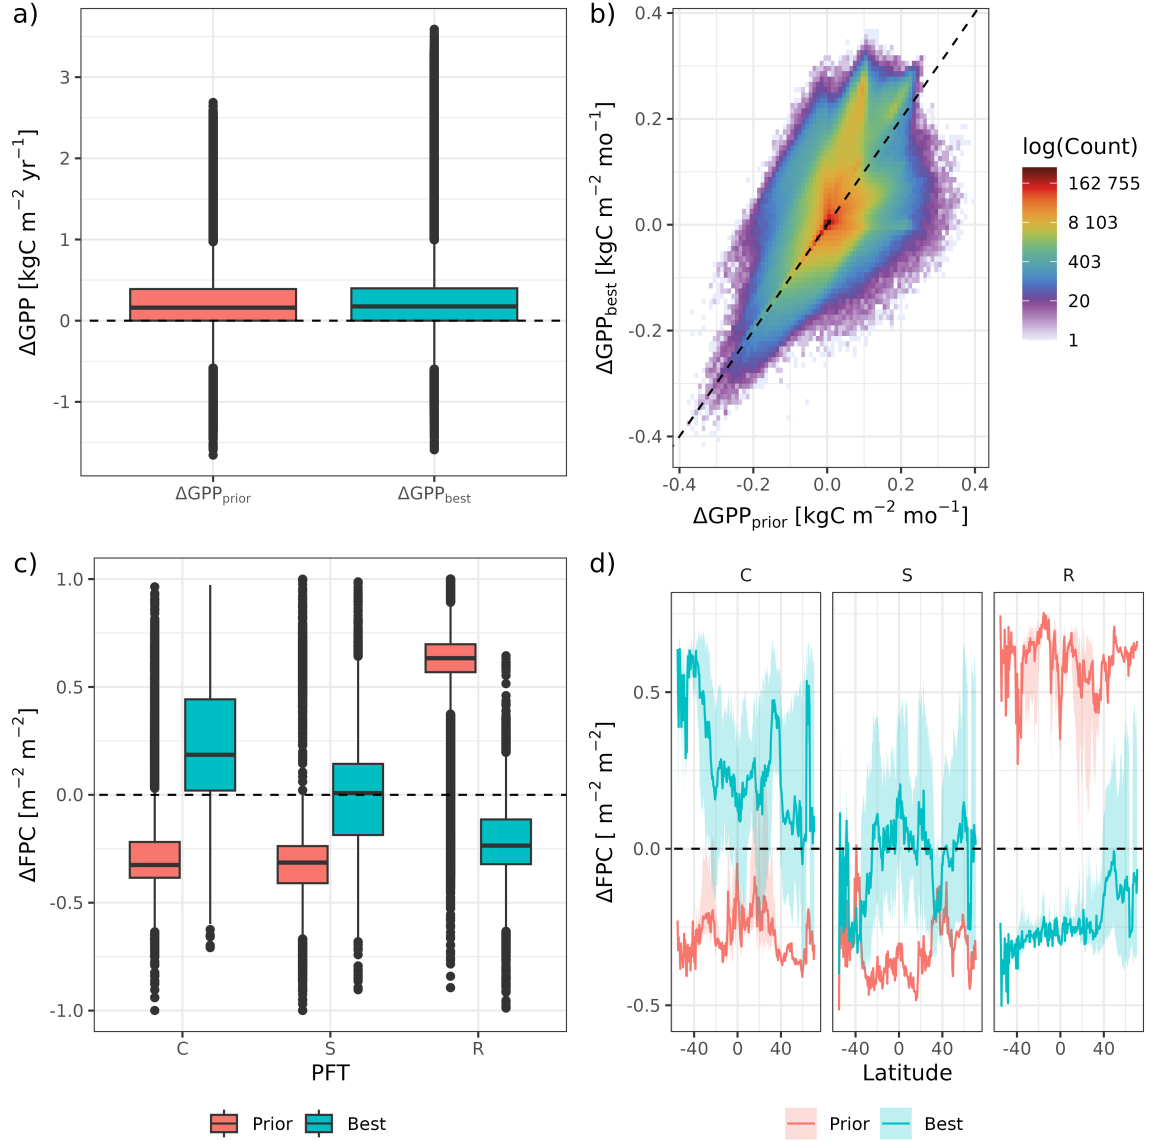 a)
ΔGPP [kgC m⁻² yr⁻¹]
3
2
1
0
-1
ΔGPPprior
ΔGPPbest
b)
ΔGPPbest [kgC m⁻² mo⁻¹]
0.4
0.2
0.0
-0.2
-0.4
-0.4 -0.2 0.0 0.2 0.4
ΔGPPprior [kgC m⁻² mo⁻¹]
log(Count)
162 755
8 103
403
20
1
c)
ΔFPC [m⁻² m⁻²]
1.0
0.5
0.0
-0.5
-1.0
C S R
PFT
Prior Best
d)
C S R
ΔFPC [ m⁻² m⁻²]
0.5
0.0
-0.5
-40 0 40 -40 0 40 -40 0 40
Latitude
Prior Best